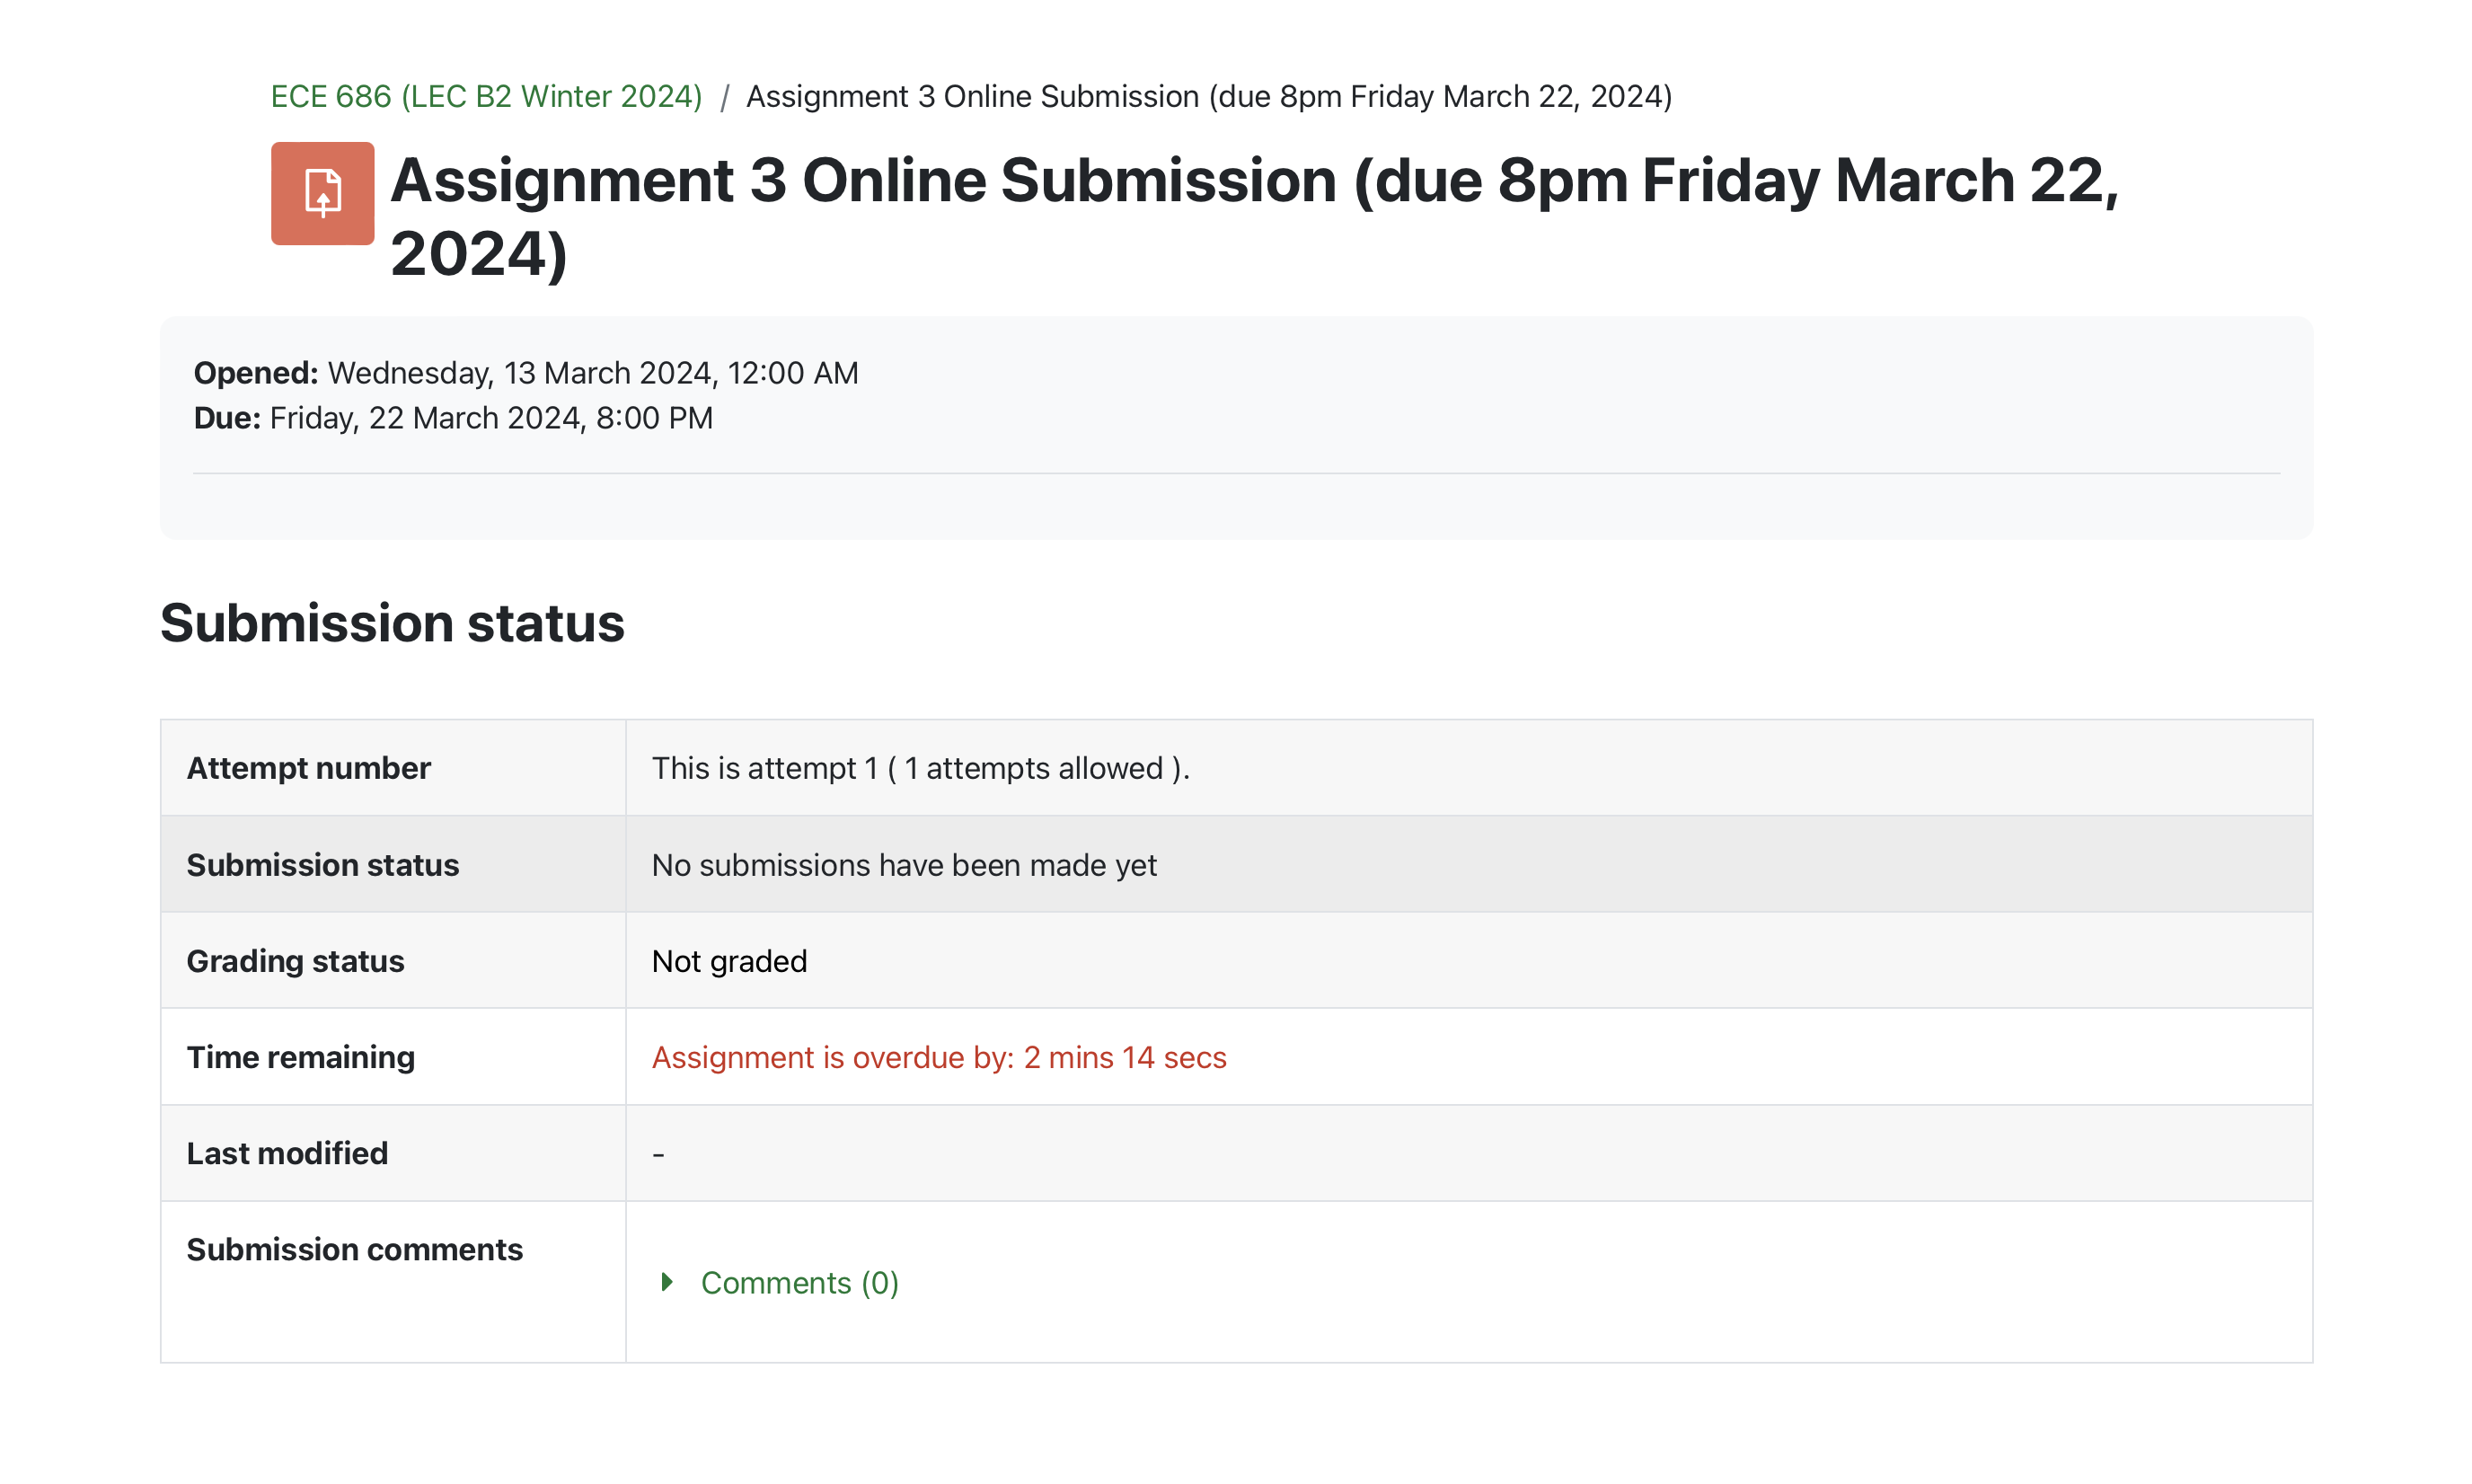 ECE 686 (LEC B2 Winter 2024) / Assignment 3 Online Submission (due 8pm Friday March 22, 2024)
Assignment 3 Online Submission (due 8pm Friday March 22,
2024)
Opened: Wednesday, 13 March 2024, 12:00 AM
Due: Friday, 22 March 2024, 8:00 PM
Submission status
Attempt number This is attempt 1 ( 1 attempts allowed ).
Submission status No submissions have been made yet
Grading status Not graded
Time remaining Assignment is overdue by: 2 mins 14 secs
Last modified -
Submission comments
Comments (0)